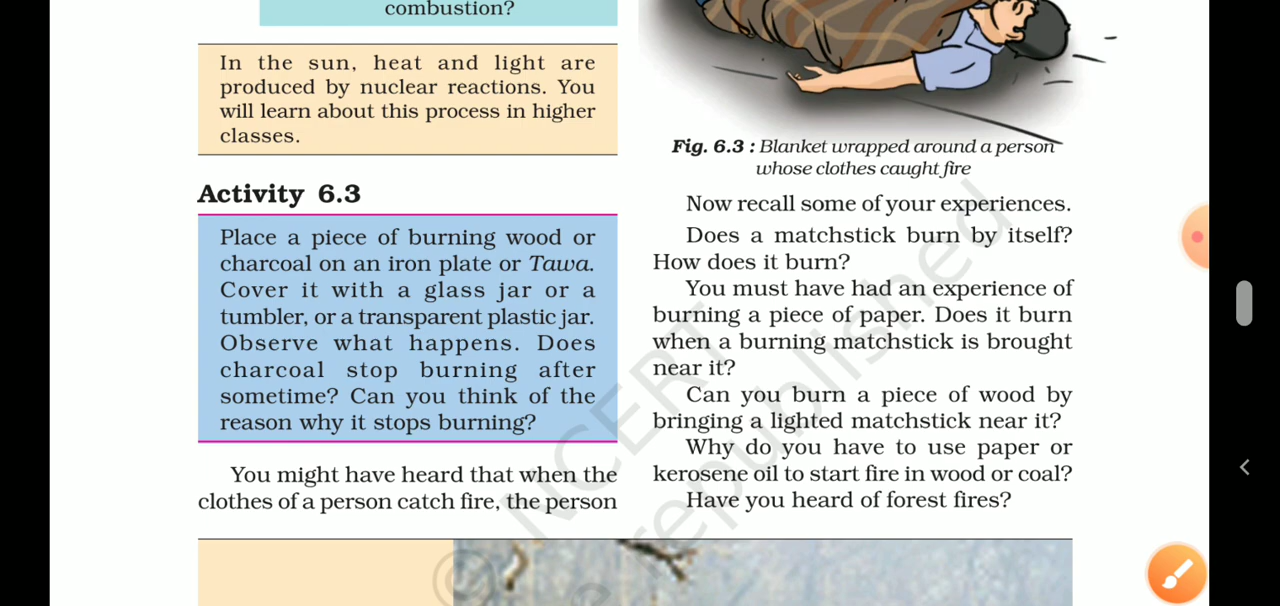 combustion?
In the sun, heat and light are
produced by nuclear reactions. You
will learn about this process in higher
classes.
Activity 6.3
Place a piece of burning wood or
charcoal on an iron plate or Tawa.
Cover it with a glass jar or a
tumbler, or a transparent plastic jar.
Observe what happens. Does
charcoal stop burning after
sometime? Can you think of the
reason why it stops burning?
You might have heard that when the
clothes of a person catch fire, the person
Fig. 6.3 : Blanket wrapped around a person
whose clothes caught fire
Now recall some of your experiences.
Does a matchstick burn by itself?
How does it burn?
You must have had an experience of
burning a piece of paper. Does it burn
when a burning matchstick is brought
near it?
Can you burn a piece of wood by
bringing a lighted matchstick near it?
Why do you have to use paper or
kerosene oil to start fire in wood or coal?
Have you heard of forest fires?
© NCERT
republished